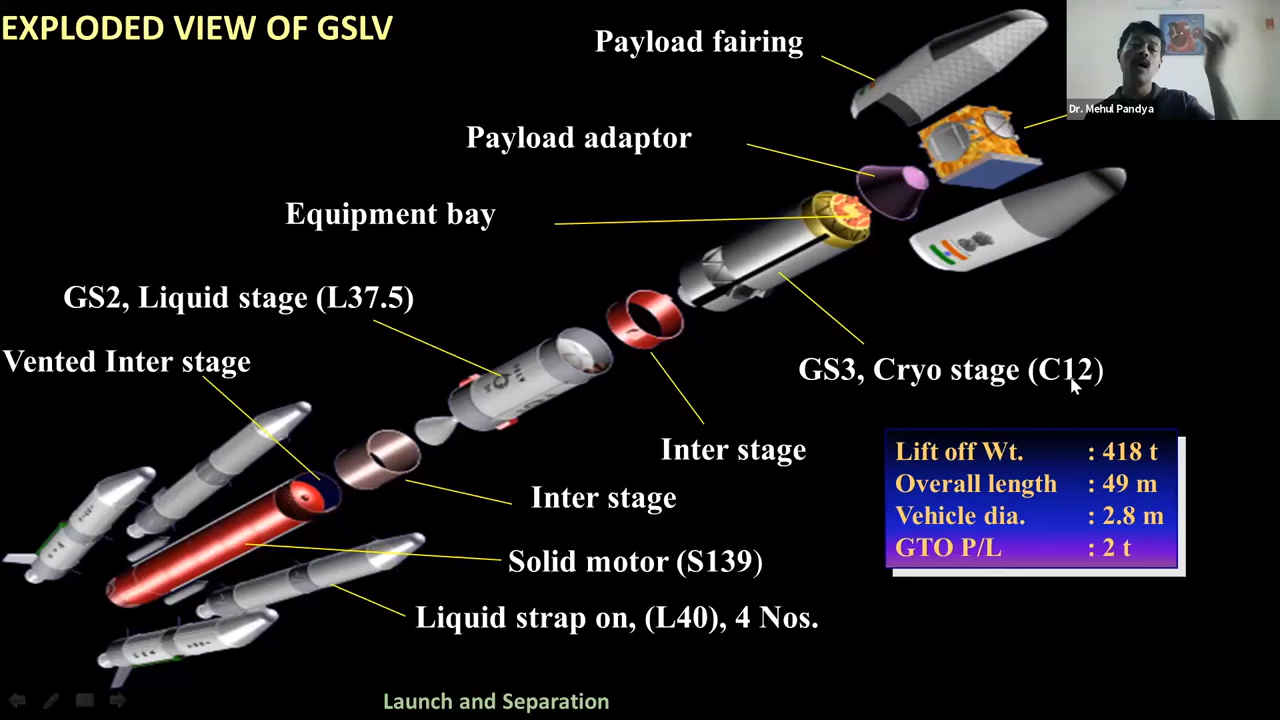 EXPLODED VIEW OF GSLV
Payload fairing
Dr. Mehul Pandya
Payload adaptor
Equipment bay
GS2, Liquid stage (L37.5)
Vented Inter stage
GS3, Cryo stage (C12)
Inter stage
Lift off Wt. : 418 t
Overall length : 49 m
Vehicle dia. : 2.8 m
GTO P/L : 2 t
Inter stage
Solid motor (S139)
Liquid strap on, (L40), 4 Nos.
Launch and Separation